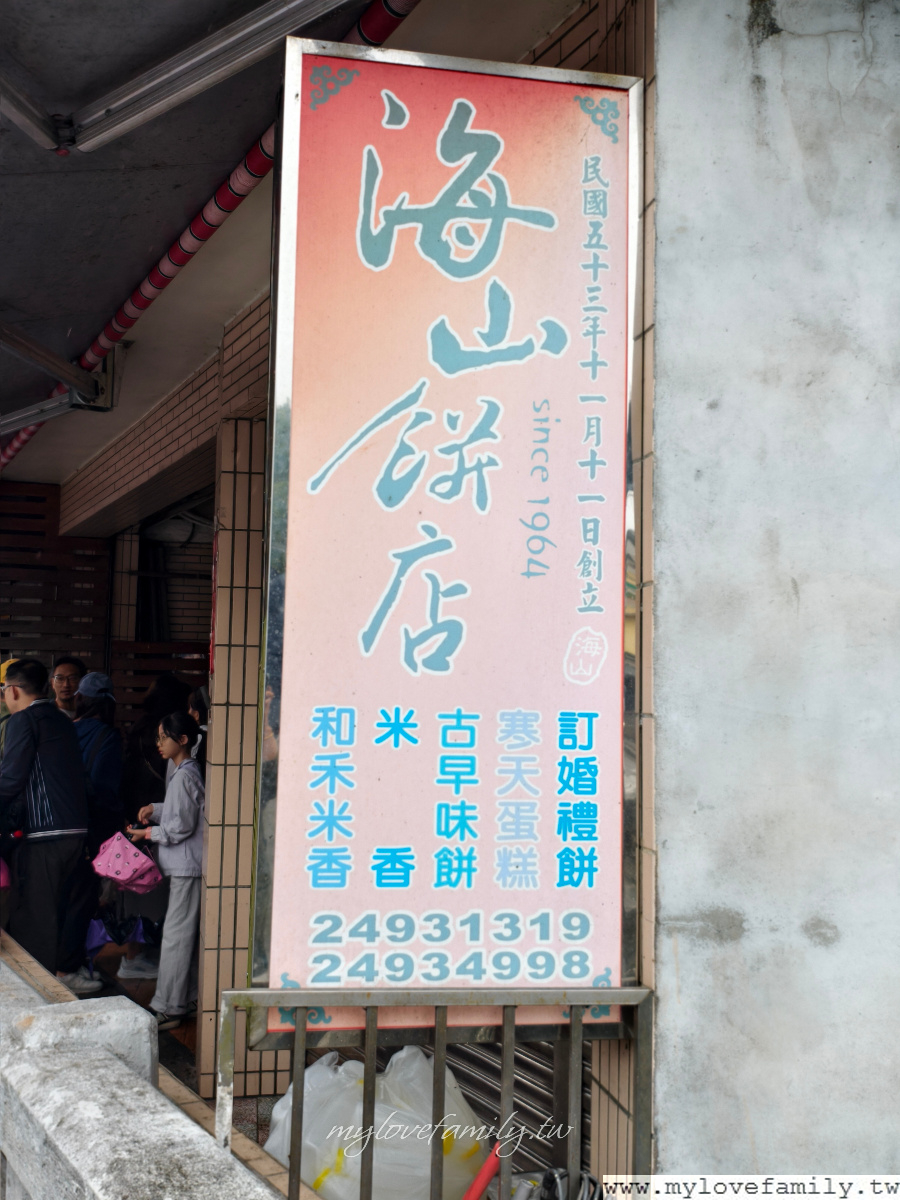 民國五十三年十一月十一日創立
海山
海山餅店
since 1964
訂婚禮餅
寒天蛋糕
古早味餅
米香
和禾米香
24931319
24934998
mylovefamily.tw
www.mylovefamily.tw